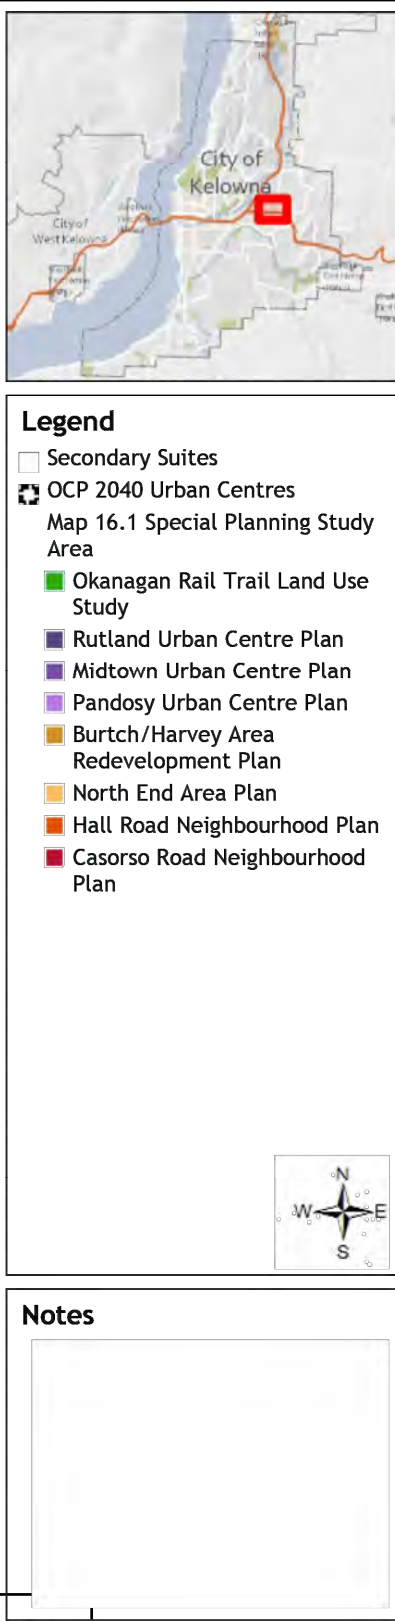 City of
Kelowna
City of
West Kelowna
Legend
Secondary Suites
OCP 2040 Urban Centres
Map 16.1 Special Planning Study
Area
Okanagan Rail Trail Land Use
Study
Rutland Urban Centre Plan
Midtown Urban Centre Plan
Pandosy Urban Centre Plan
Burtch/Harvey Area
Redevelopment Plan
North End Area Plan
Hall Road Neighbourhood Plan
Casorso Road Neighbourhood
Plan
N
W E
S
Notes